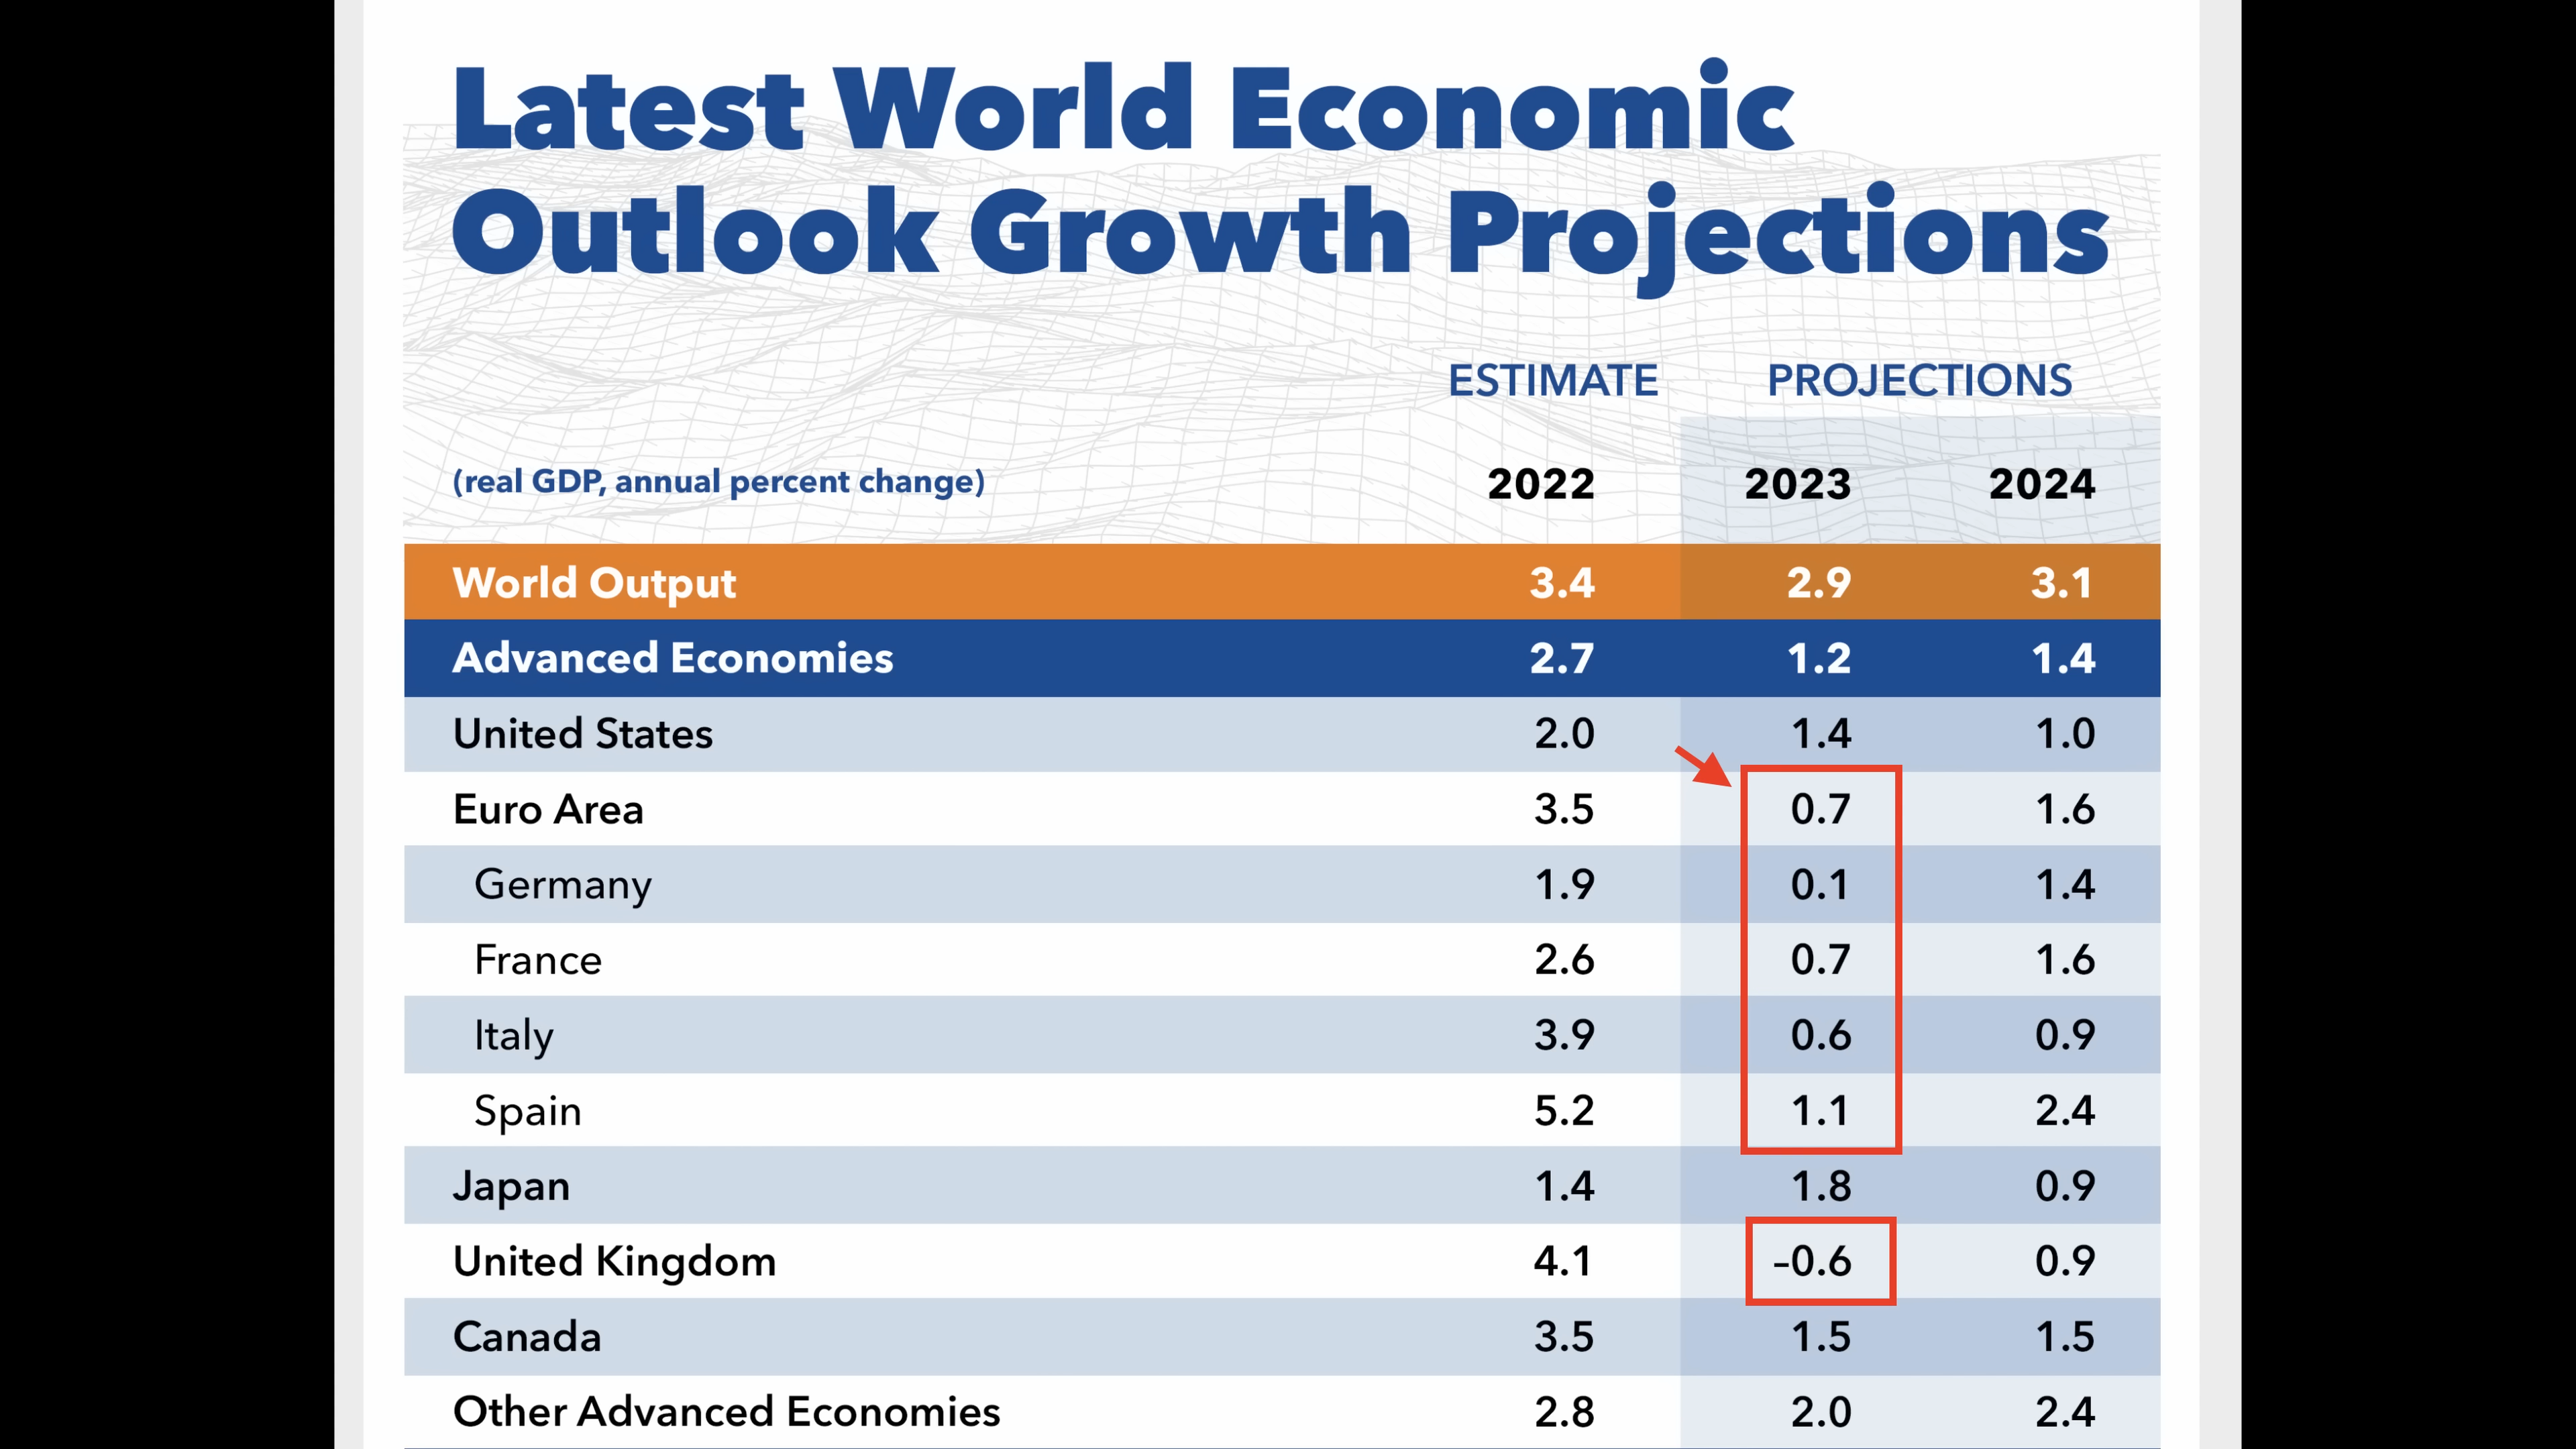 Latest World Economic
Outlook Growth Projections
ESTIMATE PROJECTIONS
(real GDP, annual percent change) 2022 2023 2024
World Output 3.4 2.9 3.1
Advanced Economies 2.7 1.2 1.4
United States 2.0 1.4 1.0
Euro Area 3.5 0.7 1.6
Germany 1.9 0.1 1.4
France 2.6 0.7 1.6
Italy 3.9 0.6 0.9
Spain 5.2 1.1 2.4
Japan 1.4 1.8 0.9
United Kingdom 4.1 –0.6 0.9
Canada 3.5 1.5 1.5
Other Advanced Economies 2.8 2.0 2.4